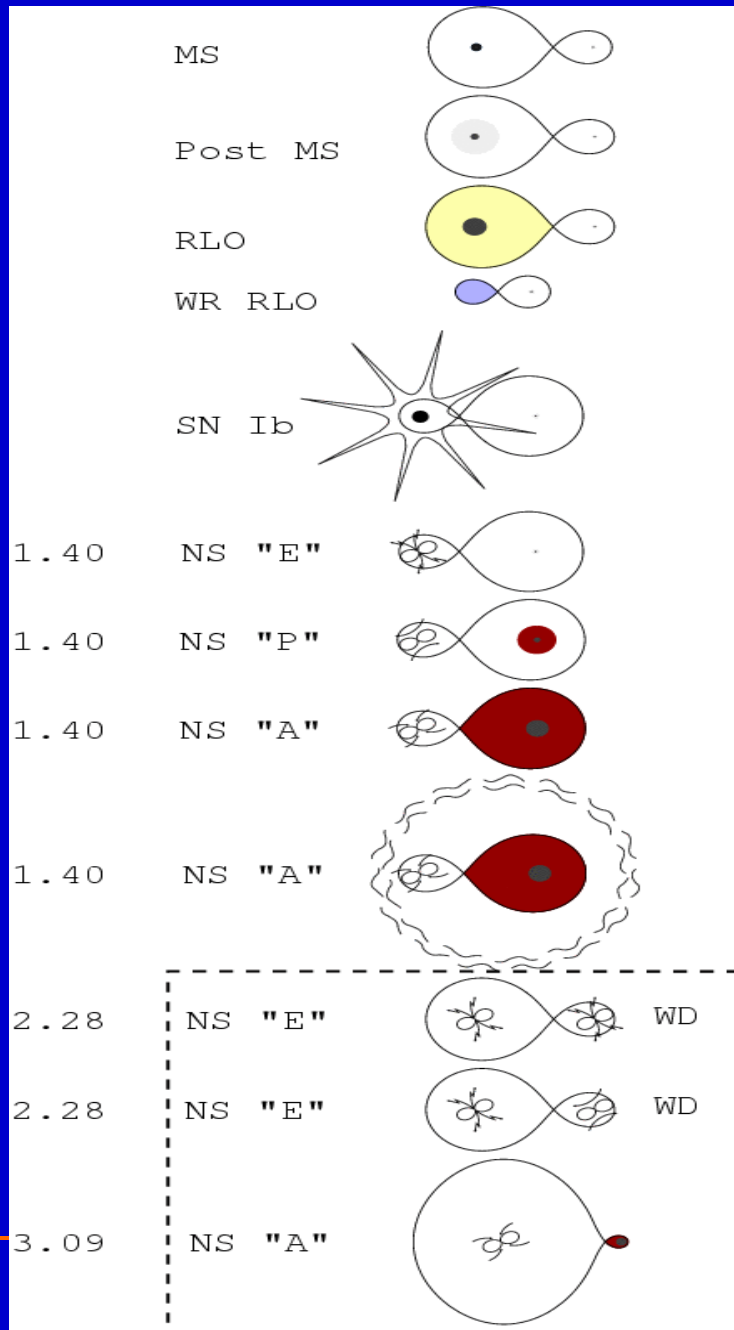 MS
Post MS
RLO
WR RLO
SN Ib
1.40 NS "E"
1.40 NS "P"
1.40 NS "A"
1.40 NS "A"
2.28 NS "E" WD
2.28 NS "E" WD
3.09 NS "A"